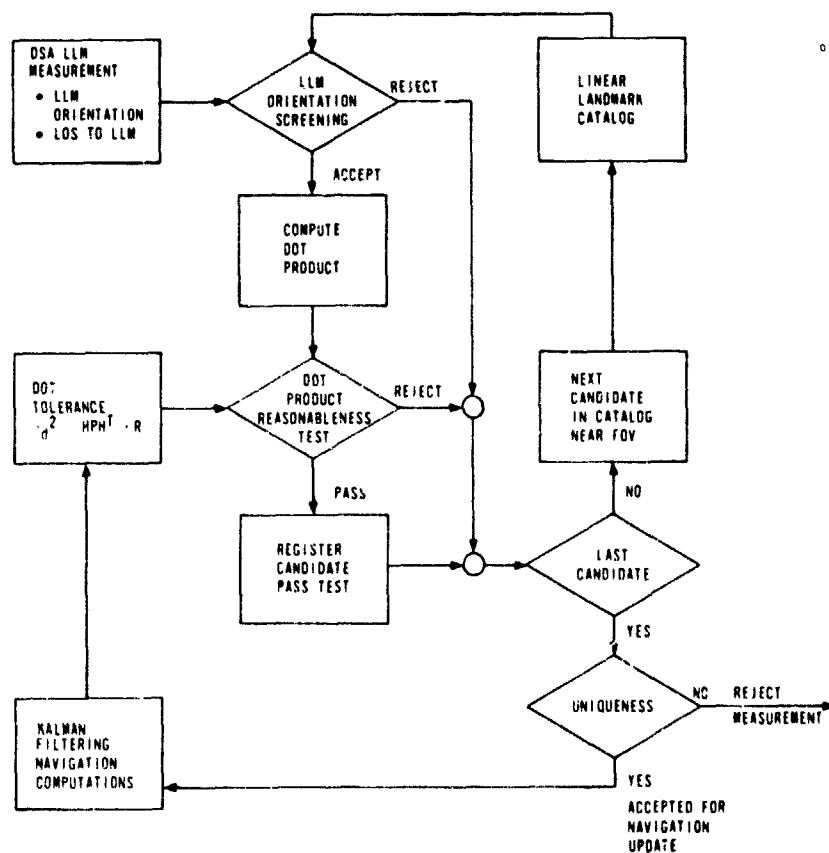 DSA LLM
MEASUREMENT
• LLM
ORIENTATION
• LOS TO LLM
LLM
ORIENTATION
SCREENING
REJECT
LINEAR
LANDMARK
CATALOG
ACCEPT
COMPUTE
DOT
PRODUCT
DOT
TOLERANCE
d² HPHᵀ R
DOT
PRODUCT
REASONABLENESS
TEST
REJECT
NEXT
CANDIDATE
IN CATALOG
NEAR FOV
PASS
NO
REGISTER
CANDIDATE
PASS TEST
LAST
CANDIDATE
YES
UNIQUENESS
NO
REJECT
MEASUREMENT
KALMAN
FILTERING
NAVIGATION
COMPUTATIONS
YES
ACCEPTED FOR
NAVIGATION
UPDATE